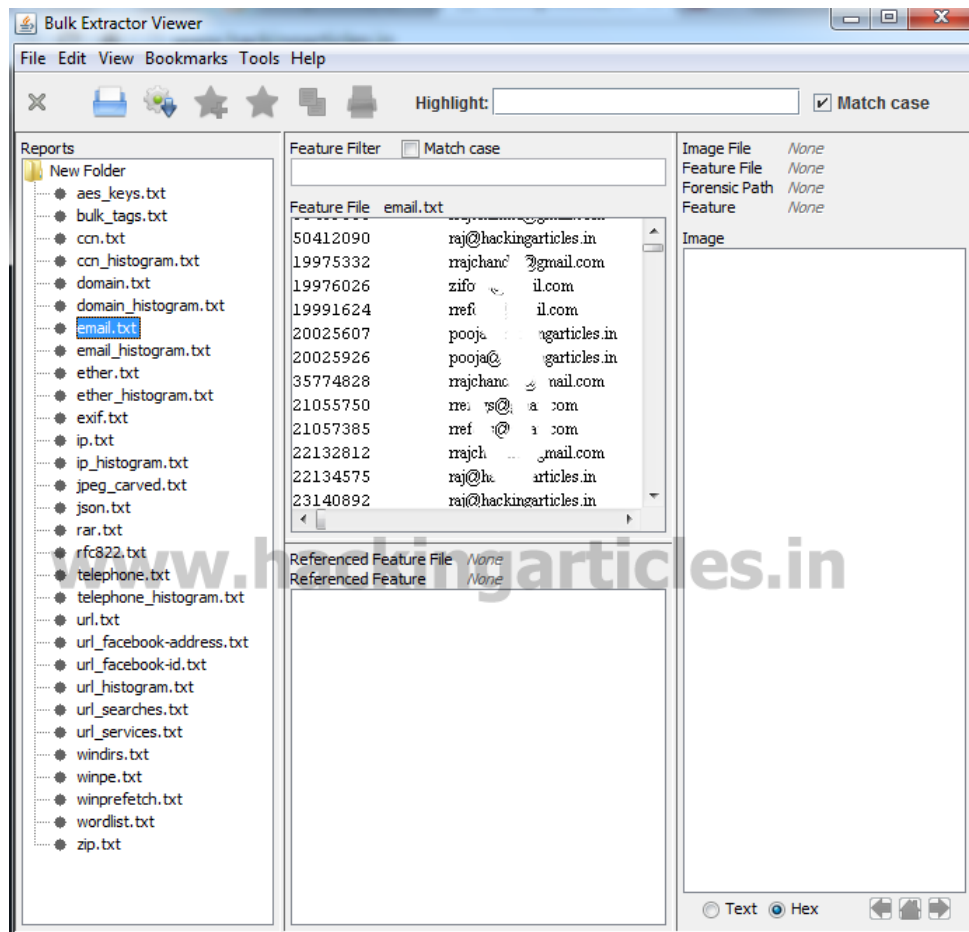 Bulk Extractor Viewer
File Edit View Bookmarks Tools Help
Highlight:
Match case
Reports
New Folder
aes_keys.txt
bulk_tags.txt
ccn.txt
ccn_histogram.txt
domain.txt
domain_histogram.txt
email.txt
email_histogram.txt
ether.txt
ether_histogram.txt
exif.txt
ip.txt
ip_histogram.txt
jpeg_carved.txt
json.txt
rar.txt
rfc822.txt
telephone.txt
telephone_histogram.txt
url.txt
url_facebook-address.txt
url_facebook-id.txt
url_histogram.txt
url_searches.txt
url_services.txt
windirs.txt
winpe.txt
winprefetch.txt
wordlist.txt
zip.txt
Feature Filter Match case
Feature File email.txt
50412090 raj@hackingarticles.in
19975332
19976026
19991624
20025607
20025926
35774828
21055750
21057385
22132812
22134575
23140892 raj@hackingarticles.in
Referenced Feature File None
Referenced Feature None
Image File None
Feature File None
Forensic Path None
Feature None
Image
Text Hex
www.hackingarticles.in